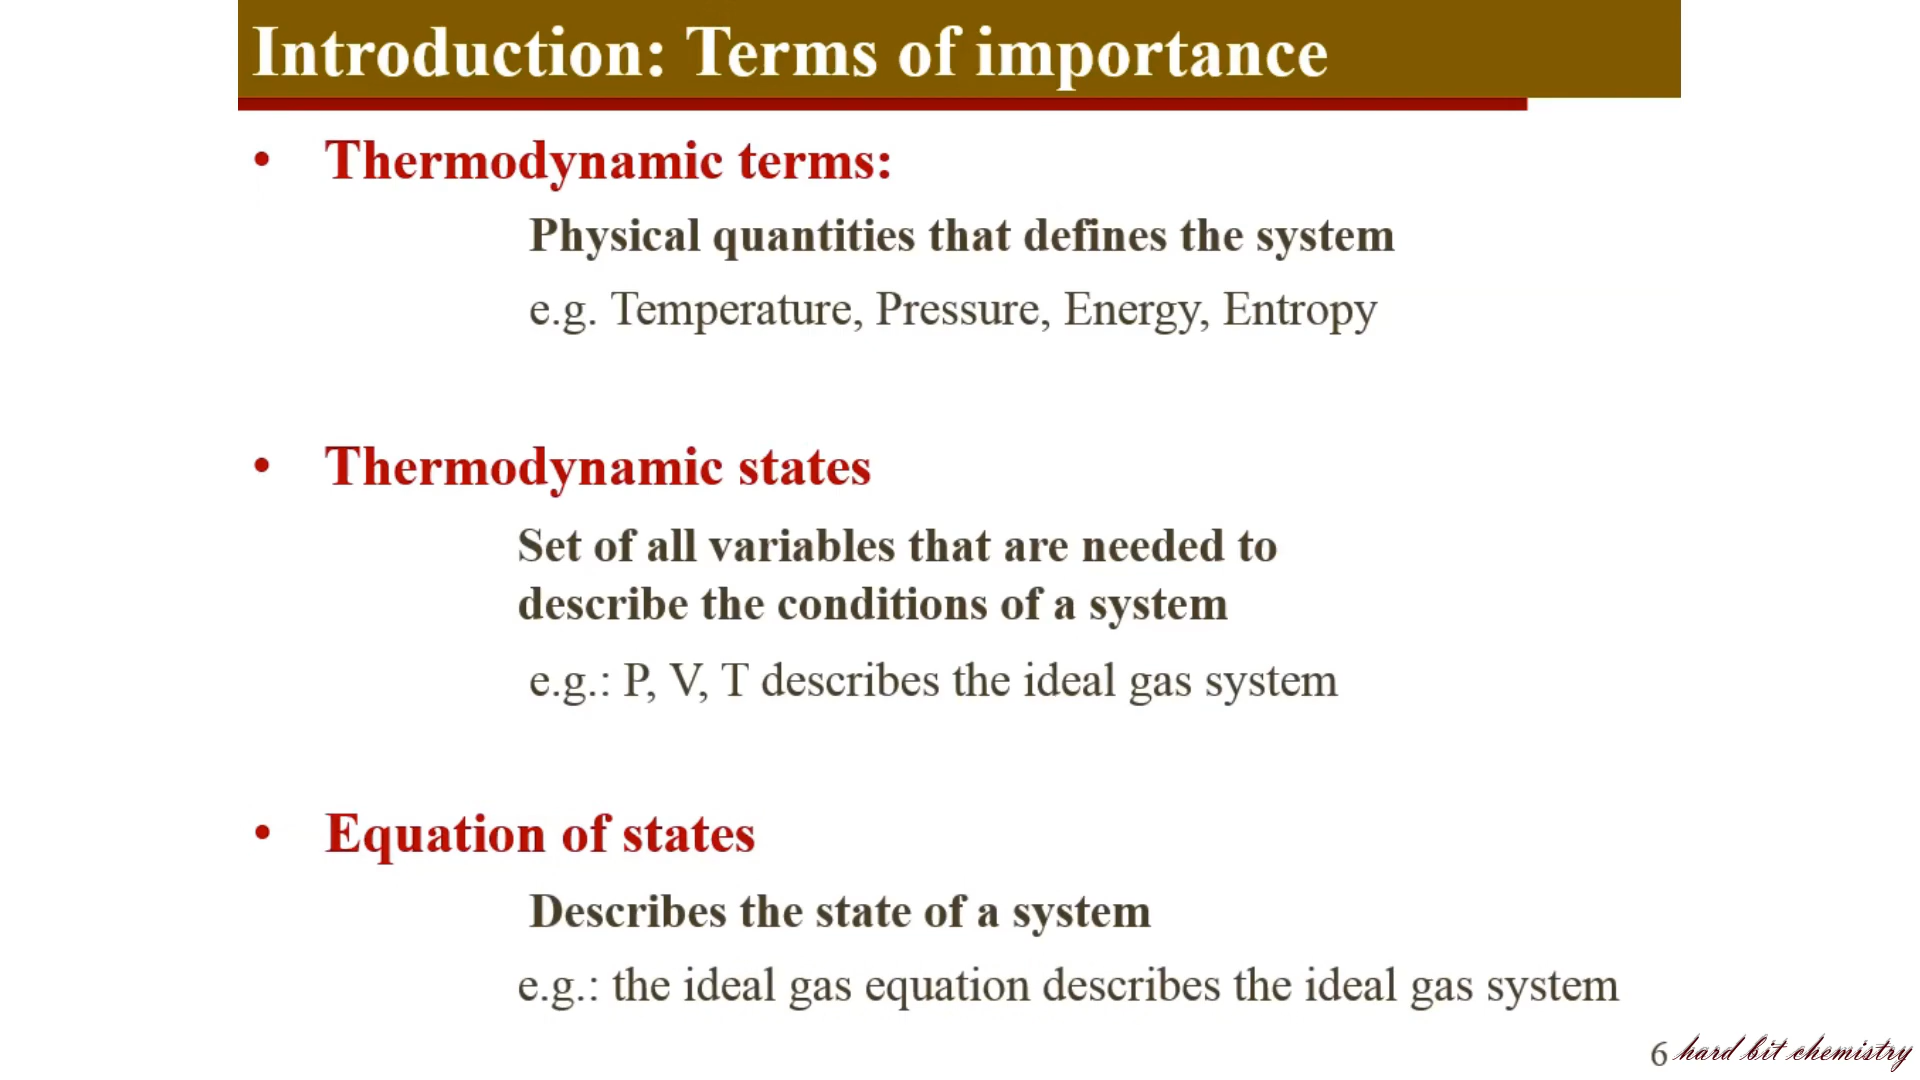 Introduction: Terms of importance
• Thermodynamic terms:
Physical quantities that defines the system
e.g. Temperature, Pressure, Energy, Entropy
• Thermodynamic states
Set of all variables that are needed to
describe the conditions of a system
e.g.: P, V, T describes the ideal gas system
• Equation of states
Describes the state of a system
e.g.: the ideal gas equation describes the ideal gas system
6 hard bit chemistry